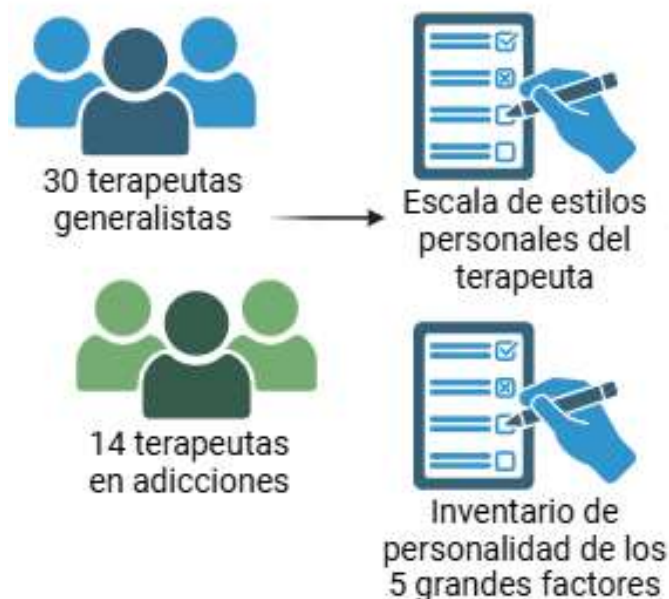 30 terapeutas
generalistas
Escala de estilos
personales del
terapeuta
14 terapeutas
en adicciones
Inventario de
personalidad de los
5 grandes factores